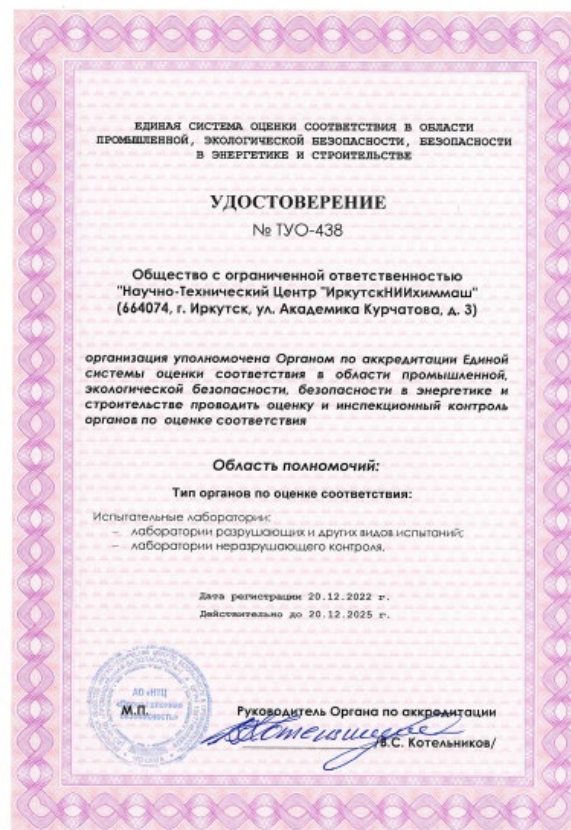 ЕДИНАЯ СИСТЕМА ОЦЕНКИ СООТВЕТСТВИЯ В ОБЛАСТИ
ПРОМЫШЛЕННОЙ, ЭКОЛОГИЧЕСКОЙ БЕЗОПАСНОСТИ, БЕЗОПАСНОСТИ
В ЭНЕРГЕТИКЕ И СТРОИТЕЛЬСТВЕ
УДОСТОВЕРЕНИЕ
№ ТУО-438
Общество с ограниченной ответственностью
"Научно-Технический Центр "ИркутскНИИхиммаш"
(664074, г. Иркутск, ул. Академика Курчатова, д. 3)
организация уполномочена Органом по аккредитации Единой
системы оценки соответствия в области промышленной,
экологической безопасности, безопасности в энергетике и
строительстве проводить оценку и инспекционный контроль
органов по оценке соответствия
Область полномочий:
Тип органов по оценке соответствия:
Испытательные лаборатории:
– лаборатории разрушающих и других видов испытаний;
– лаборатории неразрушающего контроля.
Дата регистрации 20.12.2022 г.
Действительно до 20.12.2025 г.
АО «НТЦ
безопасность»
М.П.
Руководитель Органа по аккредитации
/В.С. Котельников/